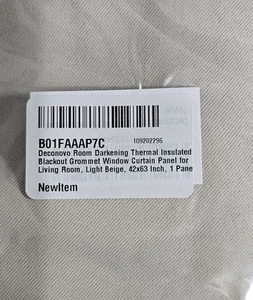 B01FAAAP7C 109202296
Deconovo Room Darkening Thermal Insulated
Blackout Grommet Window Curtain Panel for
Living Room, Light Beige, 42x63 Inch, 1 Pane
NewItem